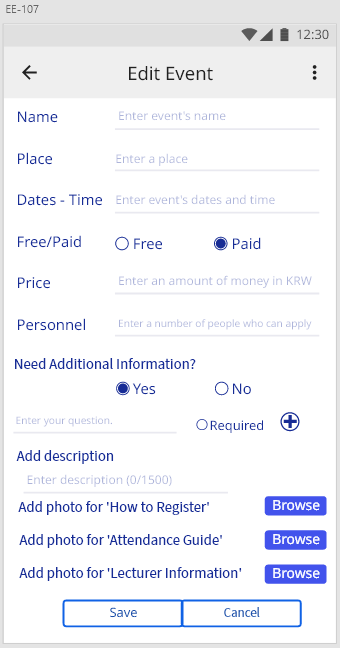 EE-107
12:30
Edit Event
Name Enter event's name
Place Enter a place
Dates - Time Enter event's dates and time
Free/Paid Free Paid
Price Enter an amount of money in KRW
Personnel Enter a number of people who can apply
Need Additional Information?
Yes No
Enter your question. Required
Add description
Enter description (0/1500)
Add photo for 'How to Register' Browse
Add photo for 'Attendance Guide' Browse
Add photo for 'Lecturer Information' Browse
Save Cancel